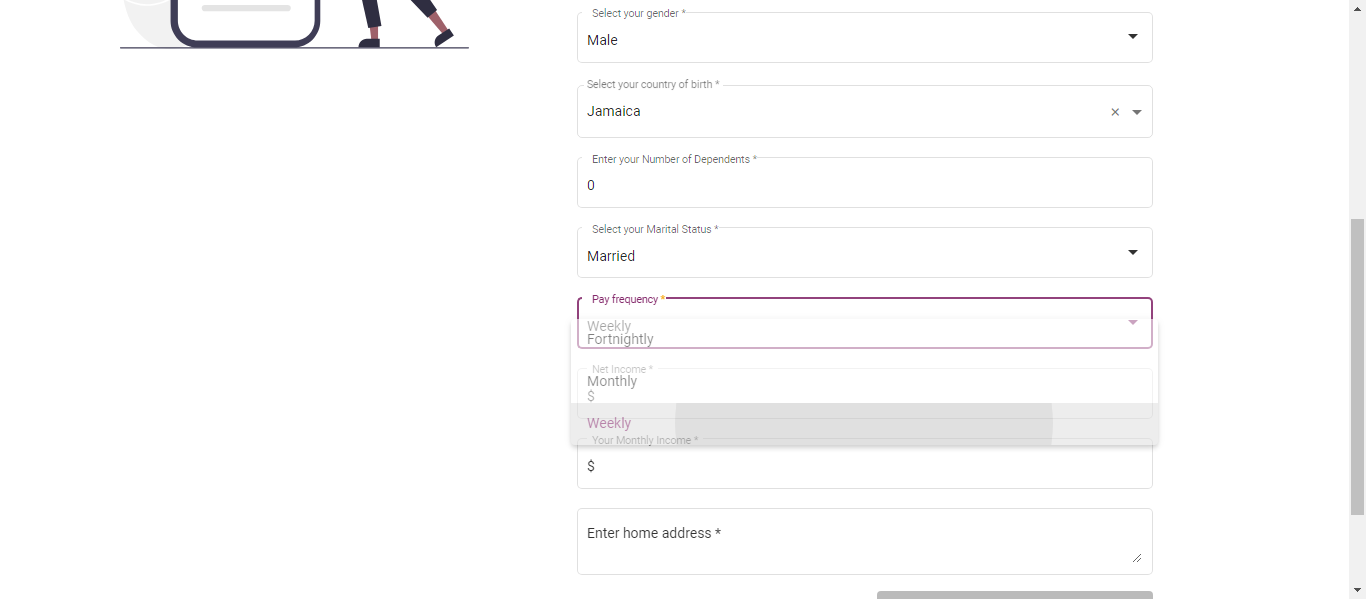 Select your gender *
Male
Select your country of birth *
Jamaica
Enter your Number of Dependents *
0
Select your Marital Status *
Married
Pay frequency *
Weekly
Fortnightly
Net Income *
Monthly
$
Weekly
Your Monthly Income *
$
Enter home address *